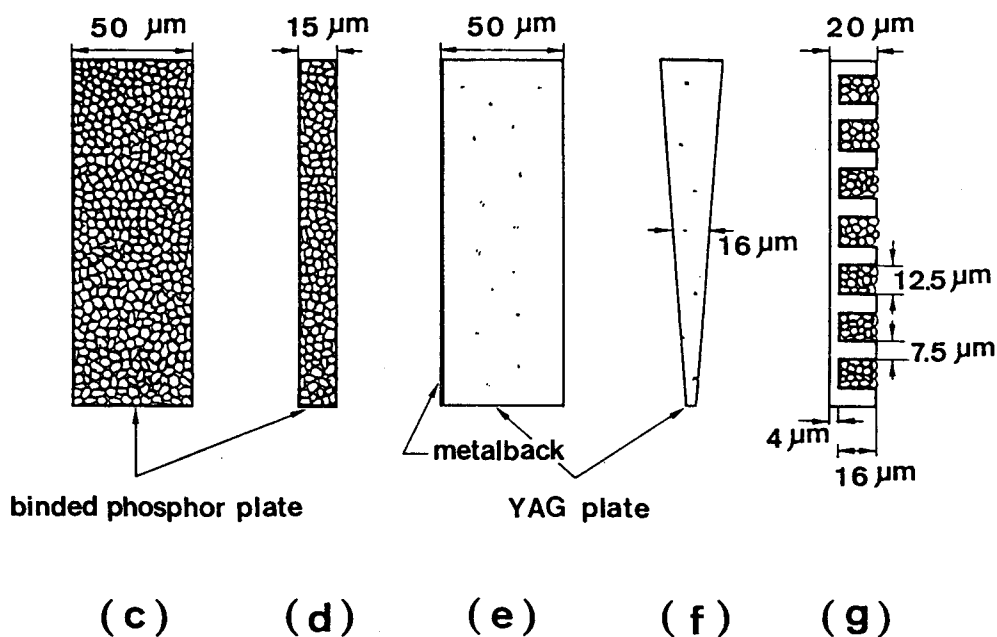 50 μm
15 μm
50 μm
20 μm
16 μm
12.5 μm
7.5 μm
4 μm
16 μm
metalback
binded phosphor plate
YAG plate
(c) (d) (e) (f) (g)